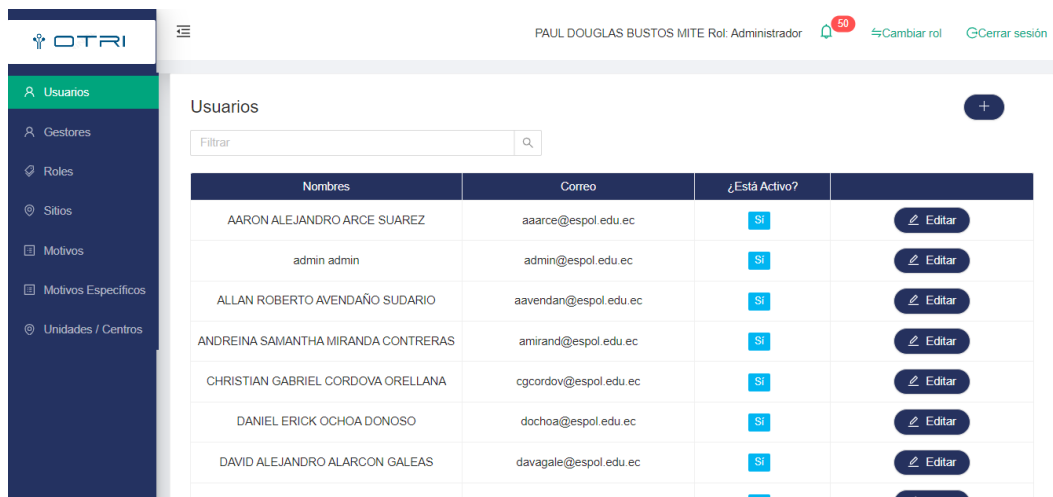 OTRI
PAUL DOUGLAS BUSTOS MITE Rol: Administrador
50
Cambiar rol
Cerrar sesión
Usuarios
Gestores
Roles
Sitios
Motivos
Motivos Específicos
Unidades / Centros
Usuarios
Filtrar
Nombres Correo ¿Está Activo?
AARON ALEJANDRO ARCE SUAREZ aaarce@espol.edu.ec Sí Editar
admin admin admin@espol.edu.ec Sí Editar
ALLAN ROBERTO AVENDAÑO SUDARIO aavendan@espol.edu.ec Sí Editar
ANDREINA SAMANTHA MIRANDA CONTRERAS amirand@espol.edu.ec Sí Editar
CHRISTIAN GABRIEL CORDOVA ORELLANA cgcordov@espol.edu.ec Sí Editar
DANIEL ERICK OCHOA DONOSO dochoa@espol.edu.ec Sí Editar
DAVID ALEJANDRO ALARCON GALEAS davagale@espol.edu.ec Sí Editar